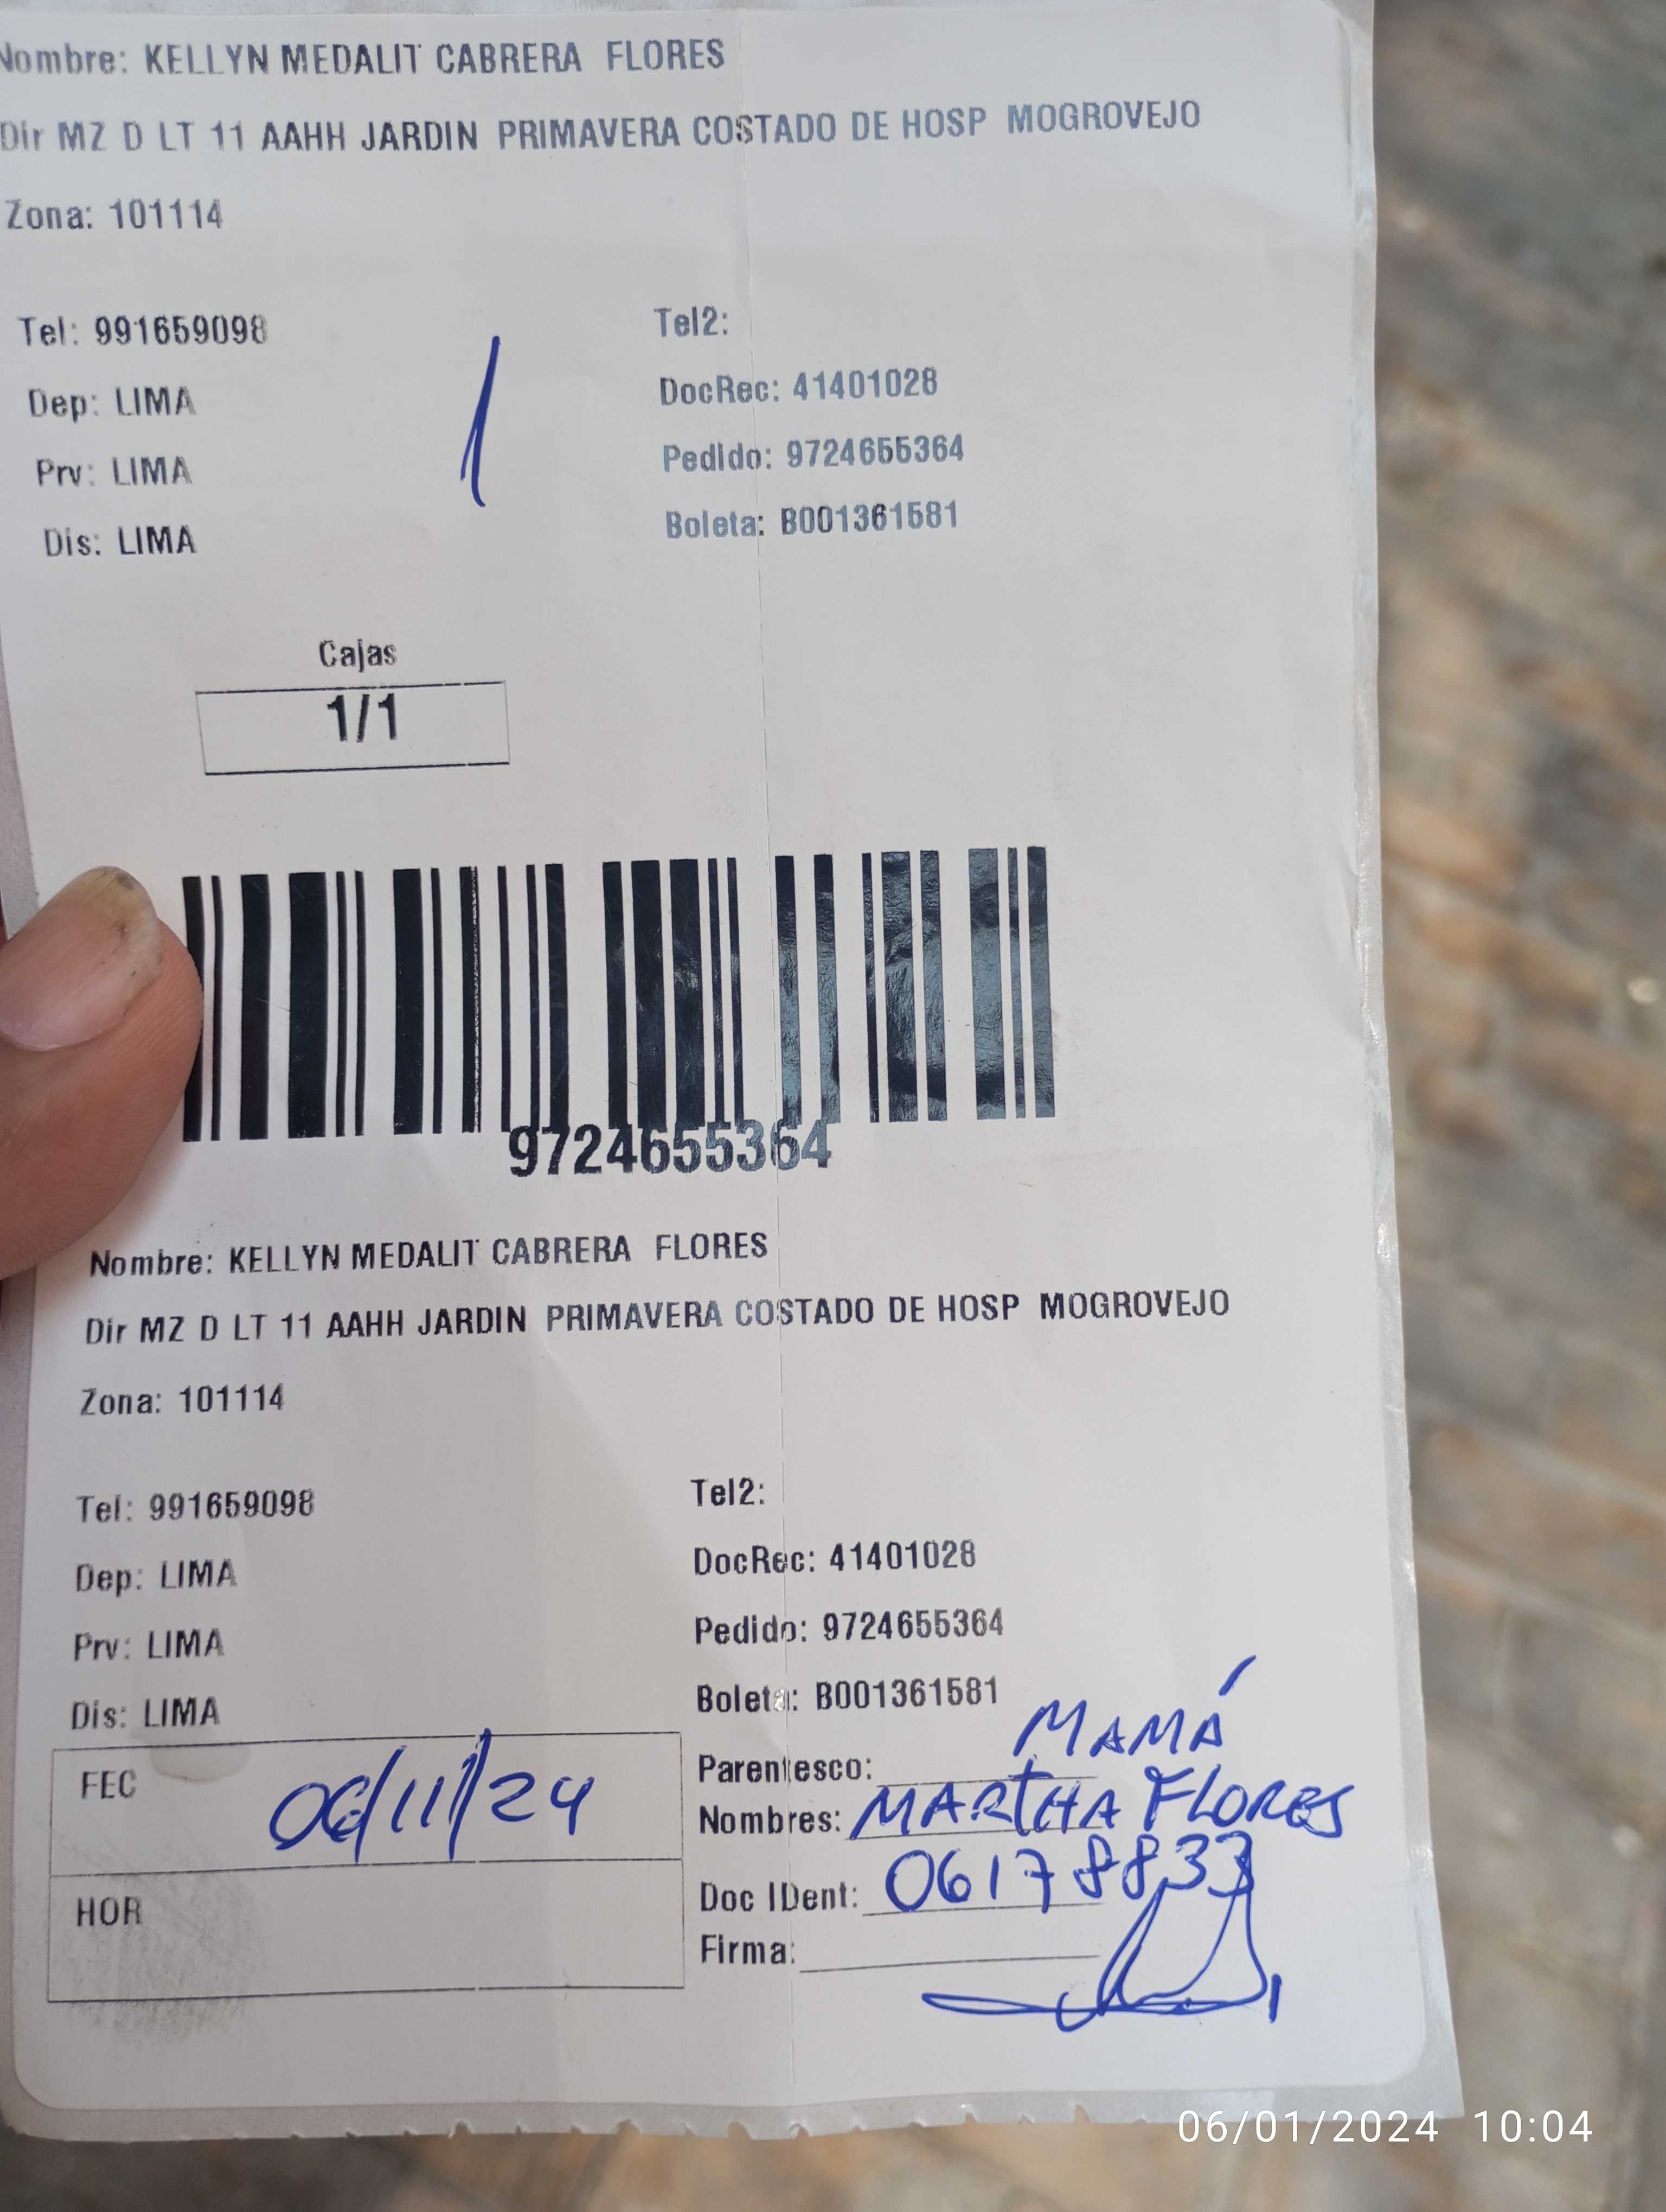 Nombre: KELLYN MEDALIT CABRERA FLORES
Dir MZ D LT 11 AAHH JARDIN PRIMAVERA COSTADO DE HOSP MOGROVEJO
Zona: 101114
Tel: 991659098
Tel2:
Dep: LIMA
DocRec: 41401028
Prv: LIMA
Pedido: 9724655364
Dis: LIMA
Boleta: B001361581
Cajas
1/1
9724655364
Nombre: KELLYN MEDALIT CABRERA FLORES
Dir MZ D LT 11 AAHH JARDIN PRIMAVERA COSTADO DE HOSP MOGROVEJO
Zona: 101114
Tel: 991659098
Tel2:
Dep: LIMA
DocRec: 41401028
Prv: LIMA
Pedido: 9724655364
Dis: LIMA
Boleta: B001361581
FEC 06/11/24
Parentesco: MAMÁ
Nombres: MARTHA FLORES
HOR
Doc IDent: 06178833
Firma:
06/01/2024 10:04